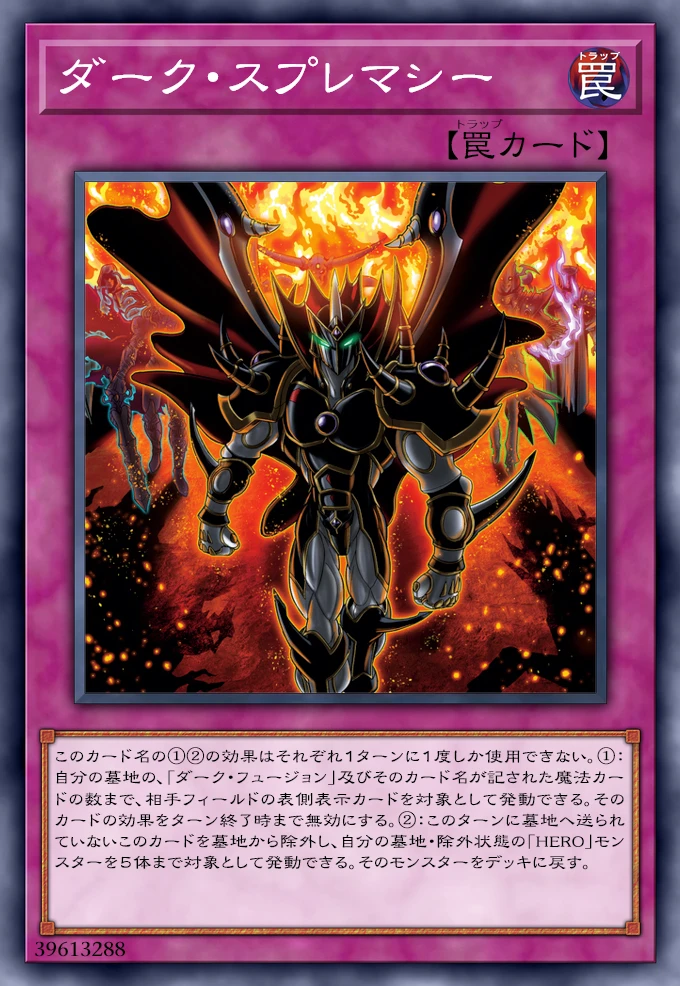 ダーク・スプレマシー
トラップ
罠
トラップ
【罠カード】
このカード名の①②の効果はそれぞれ1ターンに1度しか使用できない。①：
自分の墓地の、「ダーク・フュージョン」及びそのカード名が記された魔法カー
ドの数まで、相手フィールドの表側表示カードを対象として発動できる。その
カードの効果をターン終了時まで無効にする。②：このターンに墓地へ送られ
ていないこのカードを墓地から除外し、自分の墓地・除外状態の「HERO」モン
スターを5体まで対象として発動できる。そのモンスターをデッキに戻す。
39613288